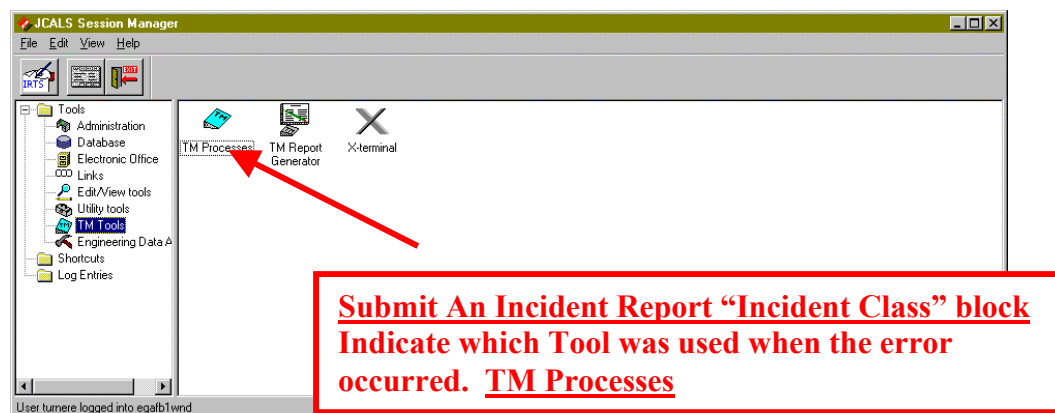 JCALS Session Manager
File Edit View Help
IRTS EXIT
Tools
Administration
Database
Electronic Office
Links
Edit/View tools
Utility tools
TM Tools
Engineering Data A
Shortcuts
Log Entries
TM Processes
TM Report
Generator
X-terminal
Submit An Incident Report “Incident Class” block
Indicate which Tool was used when the error
occurred. TM Processes
User turnere logged into egafb1wnd